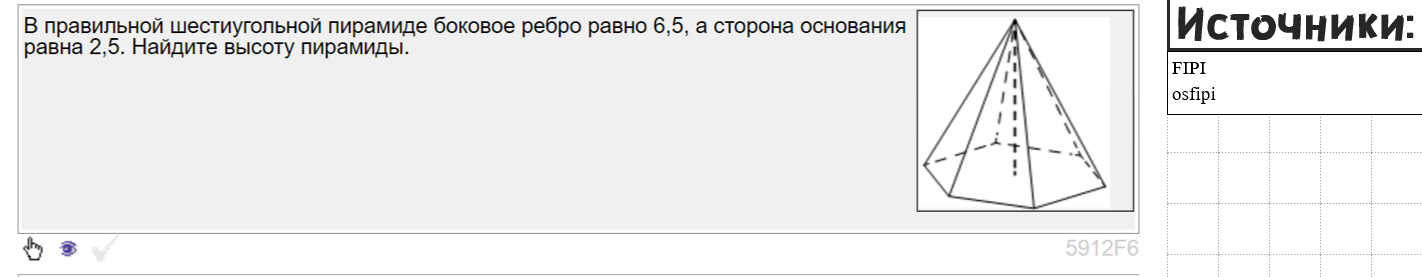 В правильной шестиугольной пирамиде боковое ребро равно 6,5, а сторона основания
равна 2,5. Найдите высоту пирамиды.
Источники:
FIPI
osfipi
5912F6